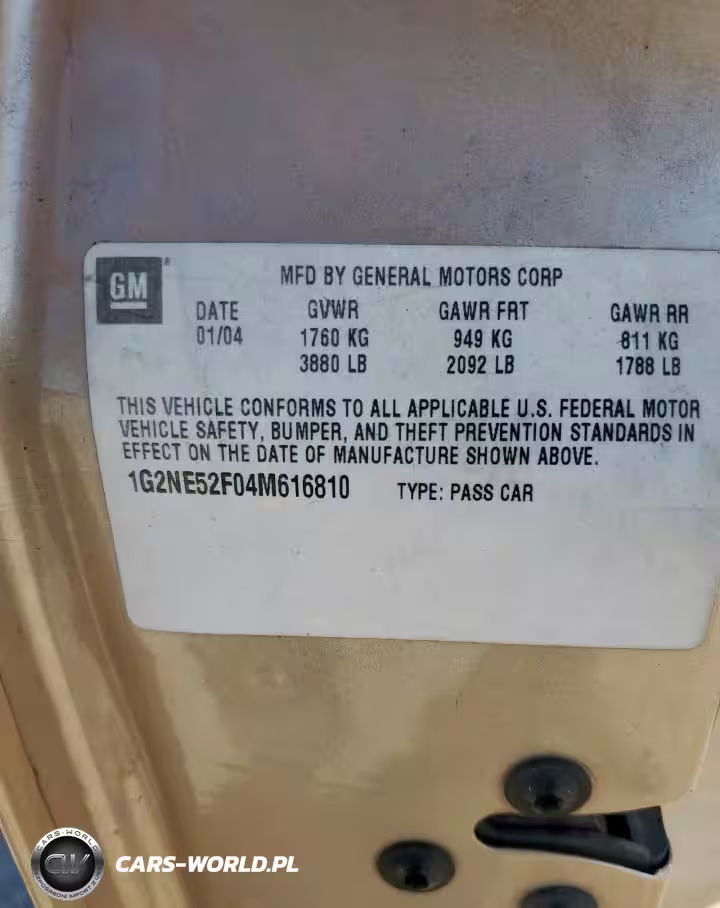 GM®
MFD BY GENERAL MOTORS CORP
DATE GVWR GAWR FRT GAWR RR
01/04 1760 KG 949 KG 811 KG
3880 LB 2092 LB 1788 LB
THIS VEHICLE CONFORMS TO ALL APPLICABLE U.S. FEDERAL MOTOR
VEHICLE SAFETY, BUMPER, AND THEFT PREVENTION STANDARDS IN
EFFECT ON THE DATE OF MANUFACTURE SHOWN ABOVE.
1G2NE52F04M616810 TYPE: PASS CAR
CARS-WORLD
CW
CARS-WORLD.PL